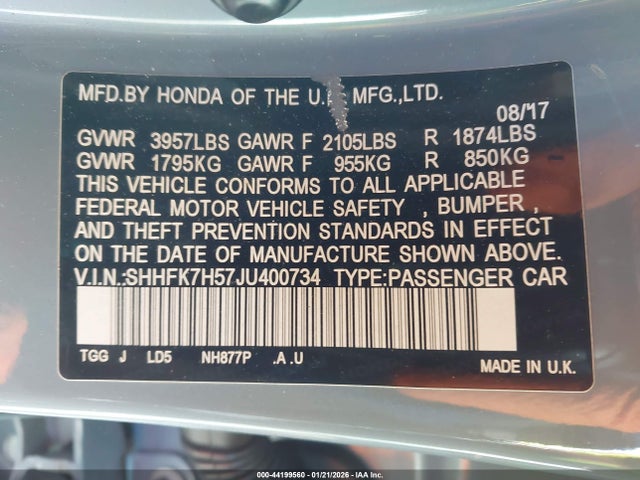 MFD.BY HONDA OF THE U. MFG.,LTD.
08/'17
GVWR 3957LBS GAWR F 2105LBS R 1874LBS
GVWR 1795KG GAWR F 955KG R 850KG
THIS VEHICLE CONFORMS TO ALL APPLICABLE
FEDERAL MOTOR VEHICLE SAFETY , BUMPER ,
AND THEFT PREVENTION STANDARDS IN EFFECT
ON THE DATE OF MANUFACTURE SHOWN ABOVE.
V.I.N.:SHHFK7H57JU400734 TYPE:PASSENGER CAR
TGG J LD5 NH877P .A .U MADE IN U.K.
000-44199560 - 01/21/2026 - IAA Inc.